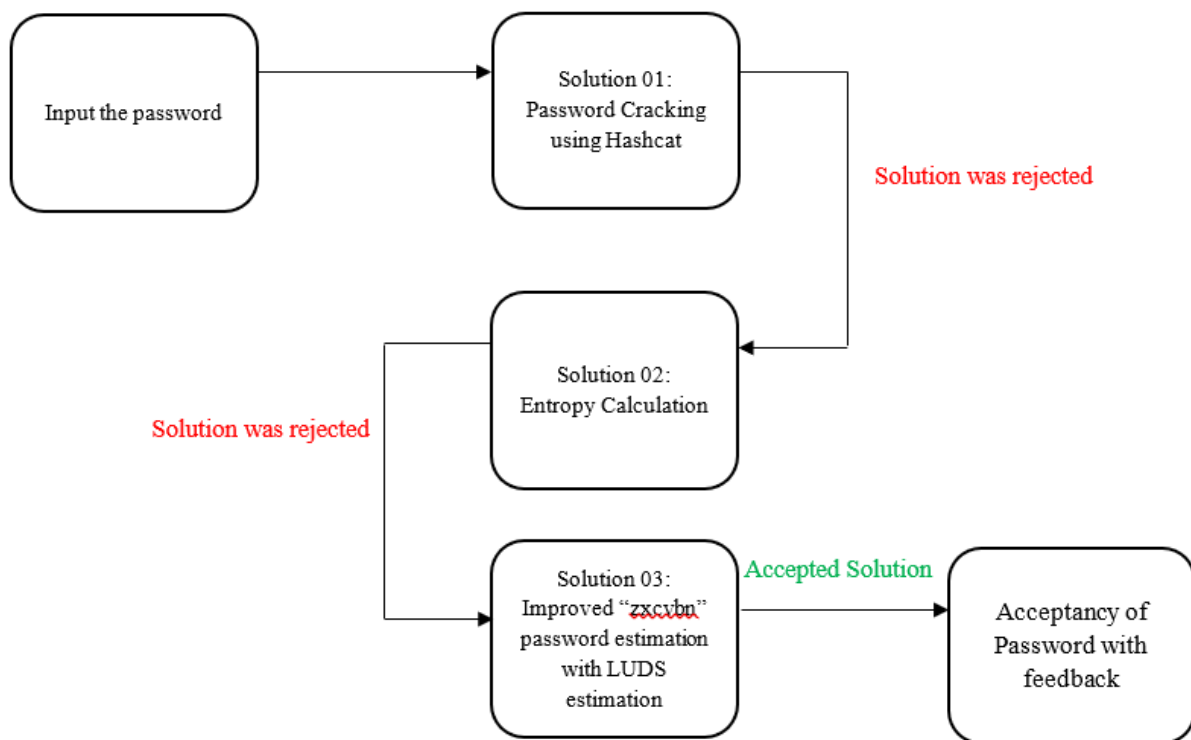 Input the password
Solution 01:
Password Cracking
using Hashcat
Solution was rejected
Solution 02:
Entropy Calculation
Solution was rejected
Solution 03:
Improved “zxcvbn”
password estimation
with LUDS
estimation
Accepted Solution
Acceptancy of
Password with
feedback